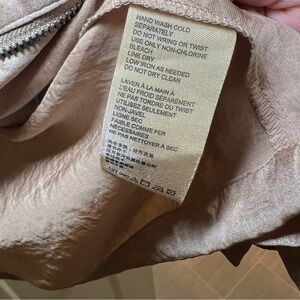 HAND WASH COLD
SEPARATELY
DO NOT WRING OR TWIST
USE ONLY NON-CHLORINE
BLEACH
LINE DRY
LOW IRON AS NEEDED
DO NOT DRY CLEAN
LAVER À LA MAIN À
L'EAU FROID SÉPARÉMENT
NE PAS TORDRE OU TWIST
UTILISEZ SEULEMENT
NON-JAVEL
LIGNE SEC
FAIBLE COMME FER
NÉCESSAIRES
NE PAS NETTOYER À SEC